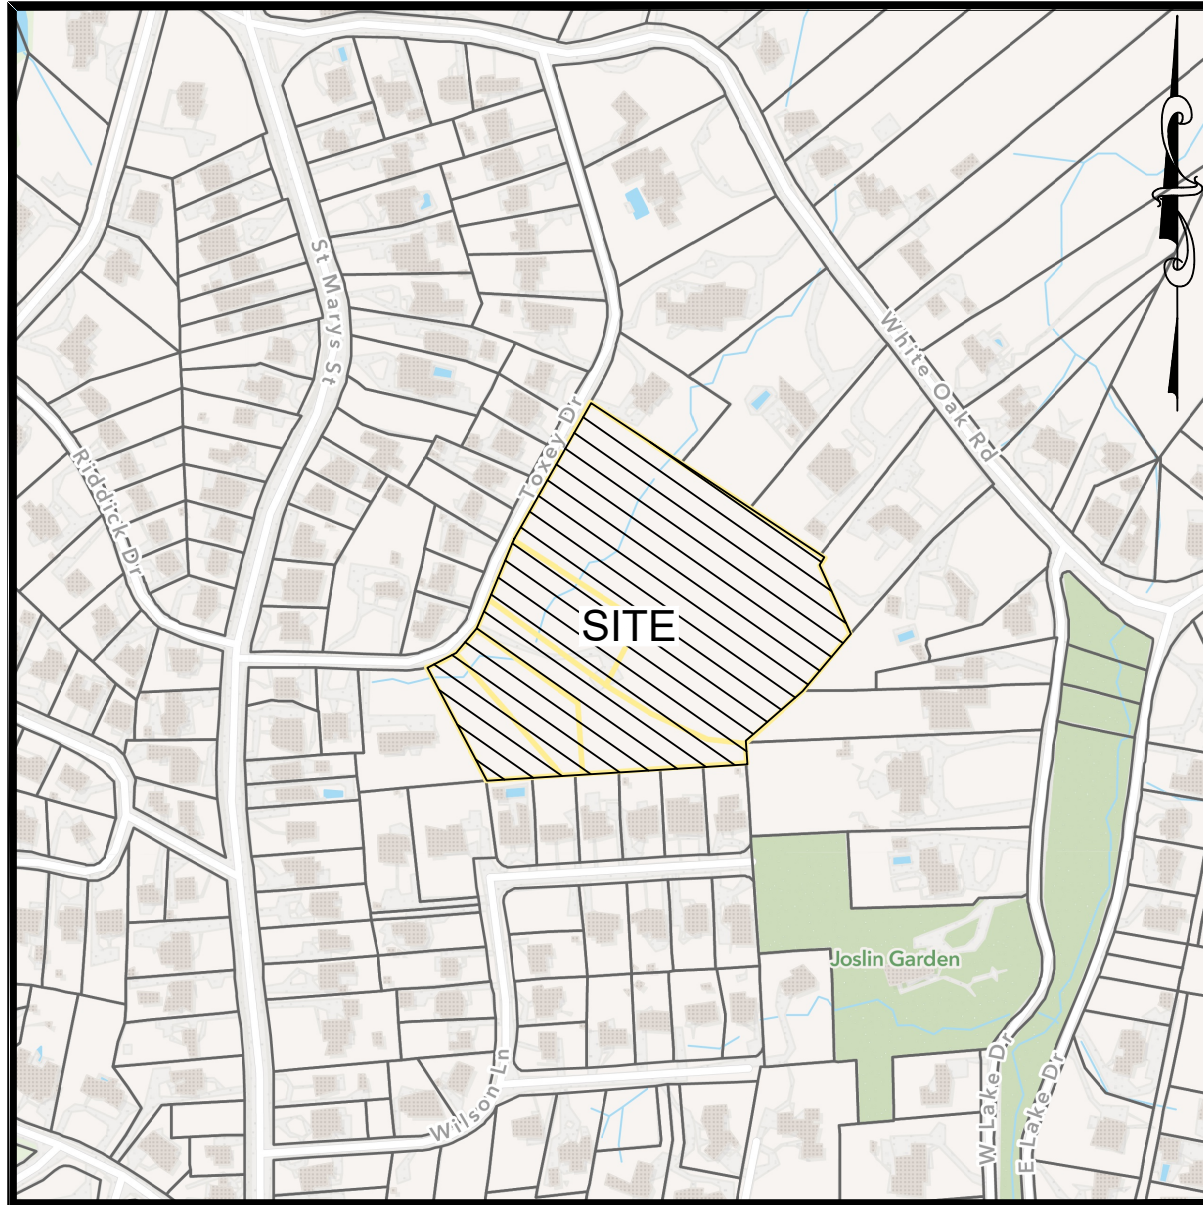 St Marys St
White Oak Rd
Toxey Dr
Riddick Dr
SITE
Joslin Garden
Wilson Ln
W Lake Dr
E Lake Dr